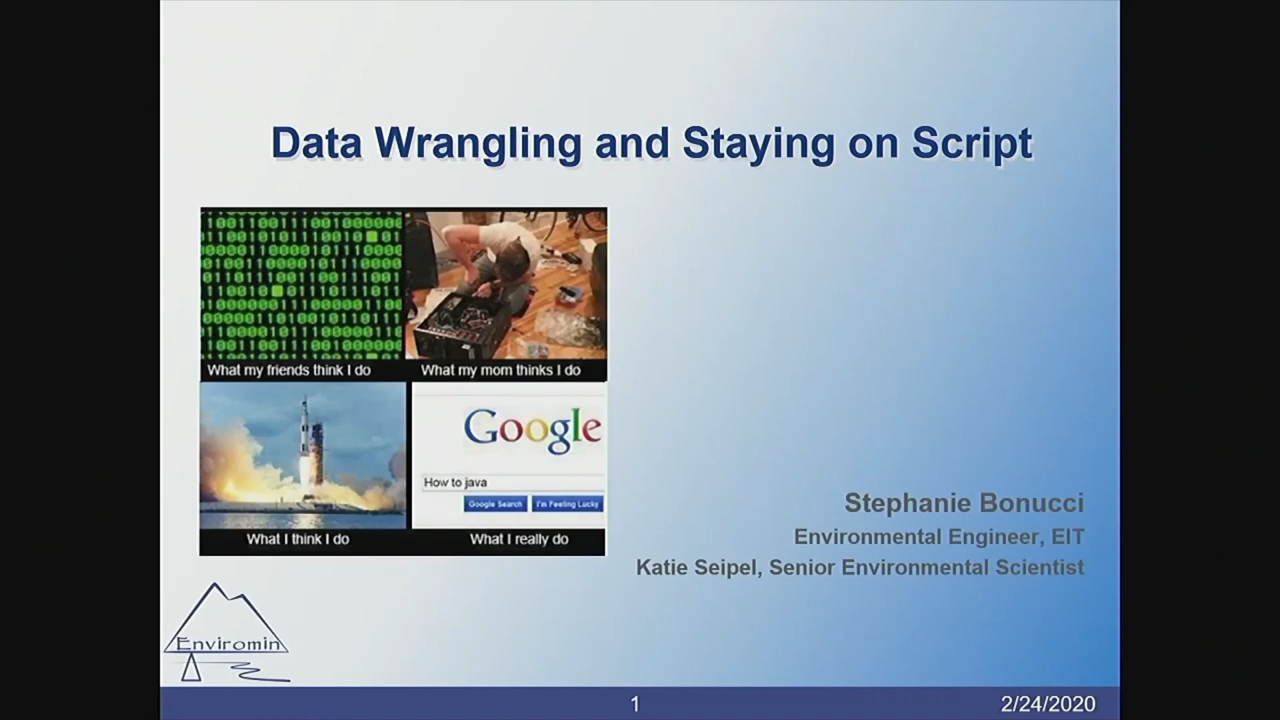 Data Wrangling and Staying on Script
What my friends think I do
What my mom thinks I do
Google
How to java
Google Search
I'm Feeling Lucky
What I think I do
What I really do
Stephanie Bonucci
Environmental Engineer, EIT
Katie Seipel, Senior Environmental Scientist
Enviromin
1
2/24/2020